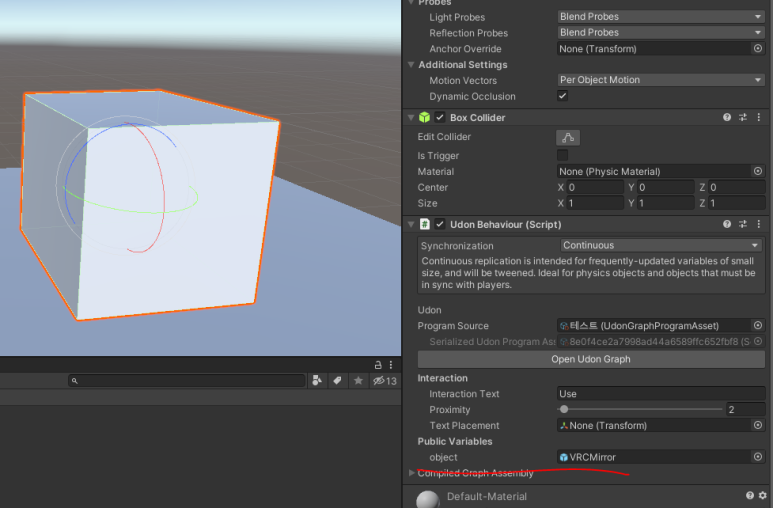 Probes
Light Probes Blend Probes
Reflection Probes Blend Probes
Anchor Override None (Transform)
Additional Settings
Motion Vectors Per Object Motion
Dynamic Occlusion
Box Collider
Edit Collider
Is Trigger
Material None (Physic Material)
Center X 0 Y 0 Z 0
Size X 1 Y 1 Z 1
Udon Behaviour (Script)
Synchronization Continuous
Continuous replication is intended for frequently-updated variables of small
size, and will be tweened. Ideal for physics objects and objects that must be
in sync with players.
Udon
Program Source 테스트 (UdonGraphProgramAsset)
Serialized Udon Program Ass 8e0f4ce2a7998ad44a6589ffc652fbf8 (S
Open Udon Graph
13
Interaction
Interaction Text Use
Proximity 2
Text Placement None (Transform)
Public Variables
object VRCMirror
Compiled Graph Assembly
Default-Material